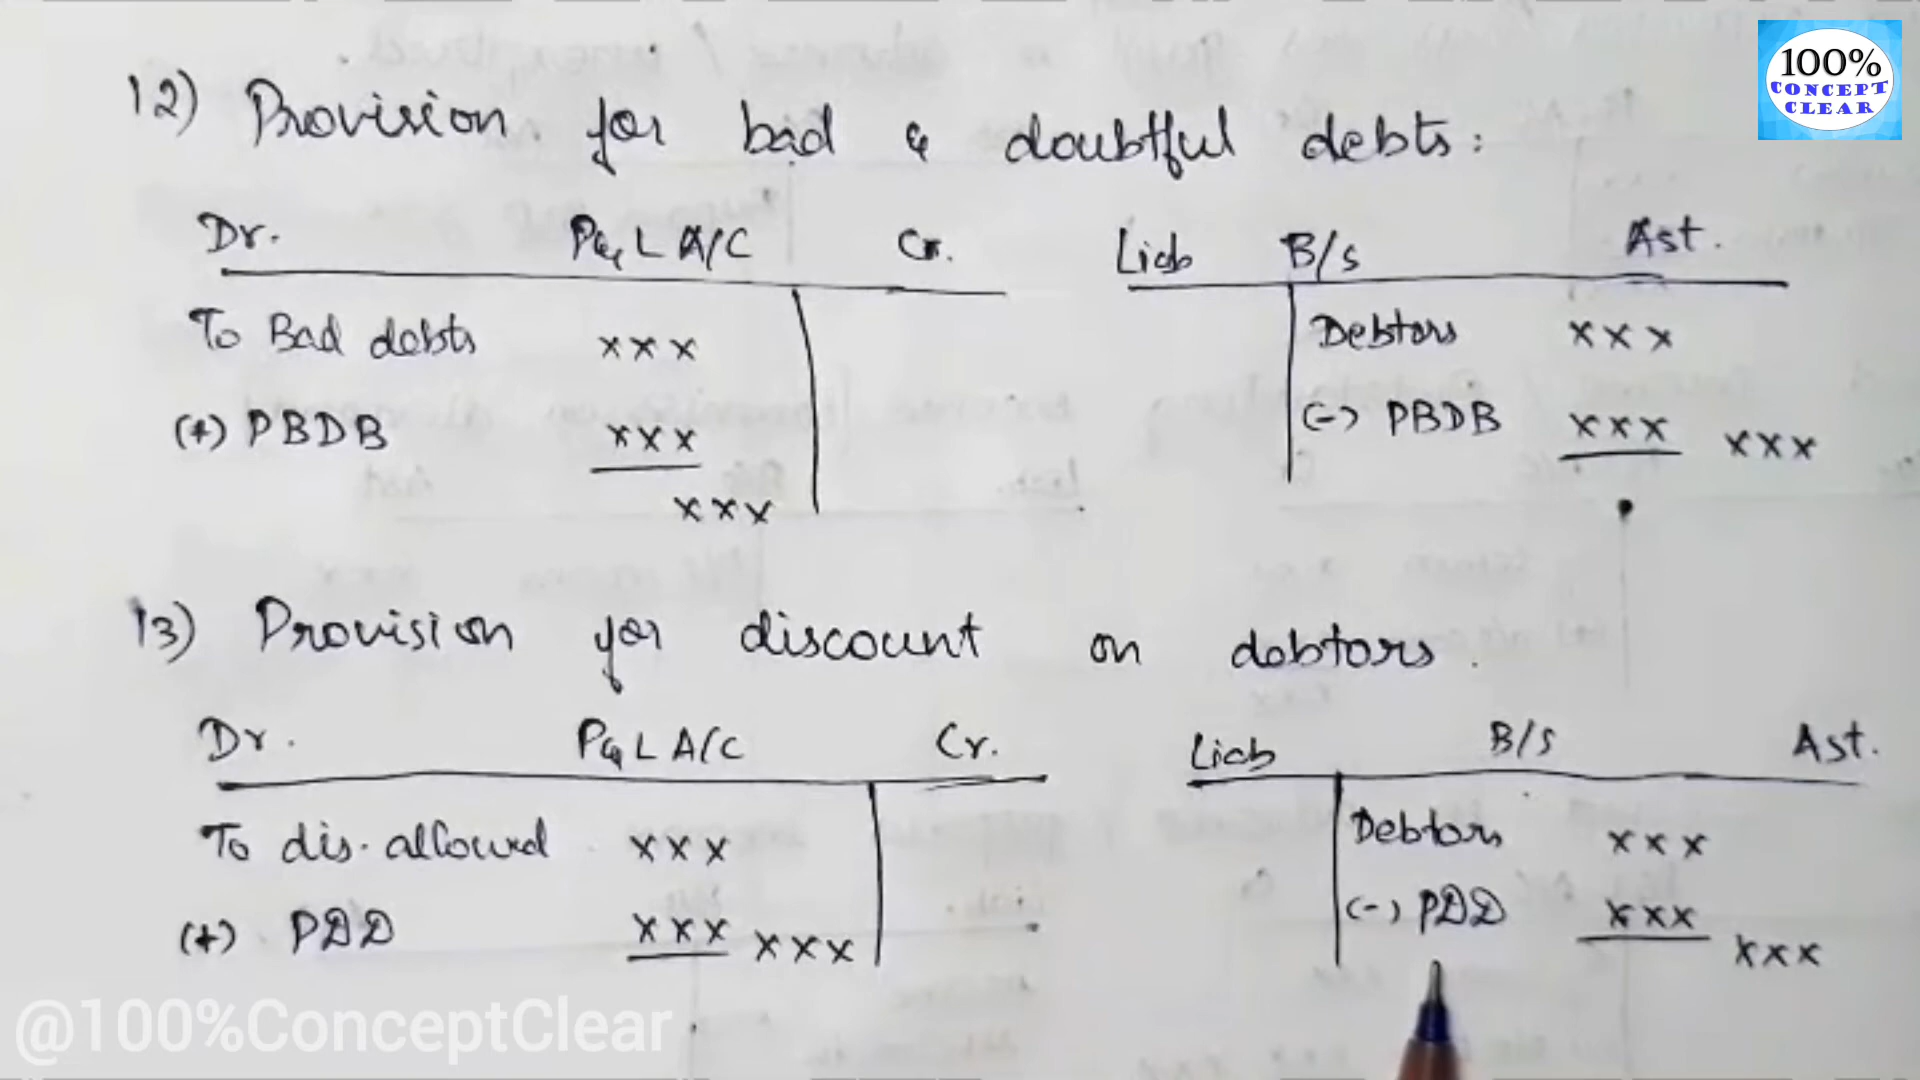 100%
CONCEPT
CLEAR
12) Provision for bad & doubtful debts:
Dr. P&L A/C Cr.
To Bad debts xxx
(+) PBDB xxx
xxx
Liab B/S Ast.
Debtors xxx
(-) PBDB xxx xxx
13) Provision for discount on debtors.
Dr. P&L A/C Cr.
To dis. allowed xxx
(+) PDD xxx xxx
Liab B/S Ast.
Debtors xxx
(-) PDD xxx xxx
@100%ConceptClear